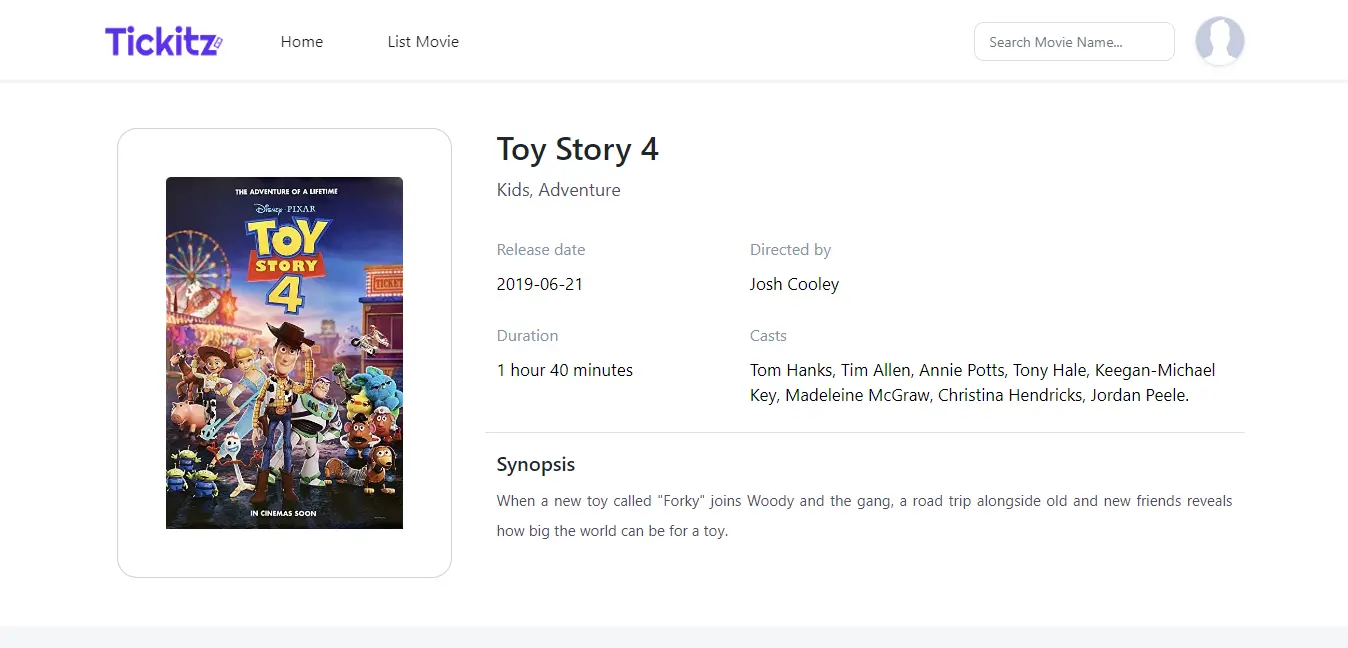 Tickitz
Home
List Movie
Search Movie Name...
THE ADVENTURE OF A LIFETIME
Disney · PIXAR
TOY
STORY
4
TICKET
IN CINEMAS SOON
Toy Story 4
Kids, Adventure
Release date
2019-06-21
Directed by
Josh Cooley
Duration
1 hour 40 minutes
Casts
Tom Hanks, Tim Allen, Annie Potts, Tony Hale, Keegan-Michael
Key, Madeleine McGraw, Christina Hendricks, Jordan Peele.
Synopsis
When a new toy called "Forky" joins Woody and the gang, a road trip alongside old and new friends reveals
how big the world can be for a toy.